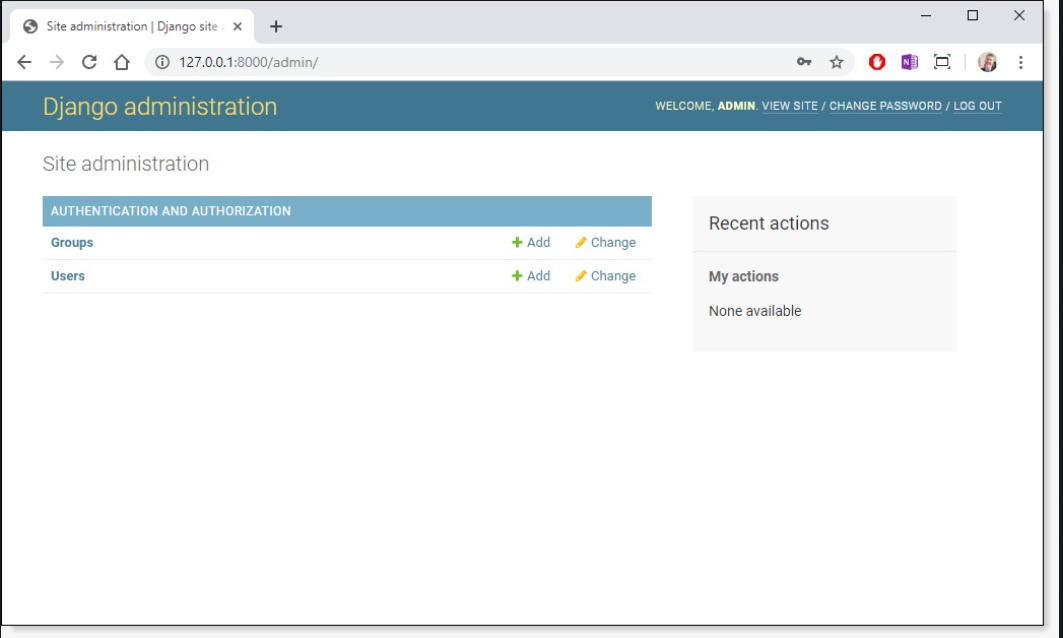 Site administration | Django site
127.0.0.1:8000/admin/
Django administration
WELCOME, ADMIN. VIEW SITE / CHANGE PASSWORD / LOG OUT
Site administration
AUTHENTICATION AND AUTHORIZATION
Groups Add Change
Users Add Change
Recent actions
My actions
None available